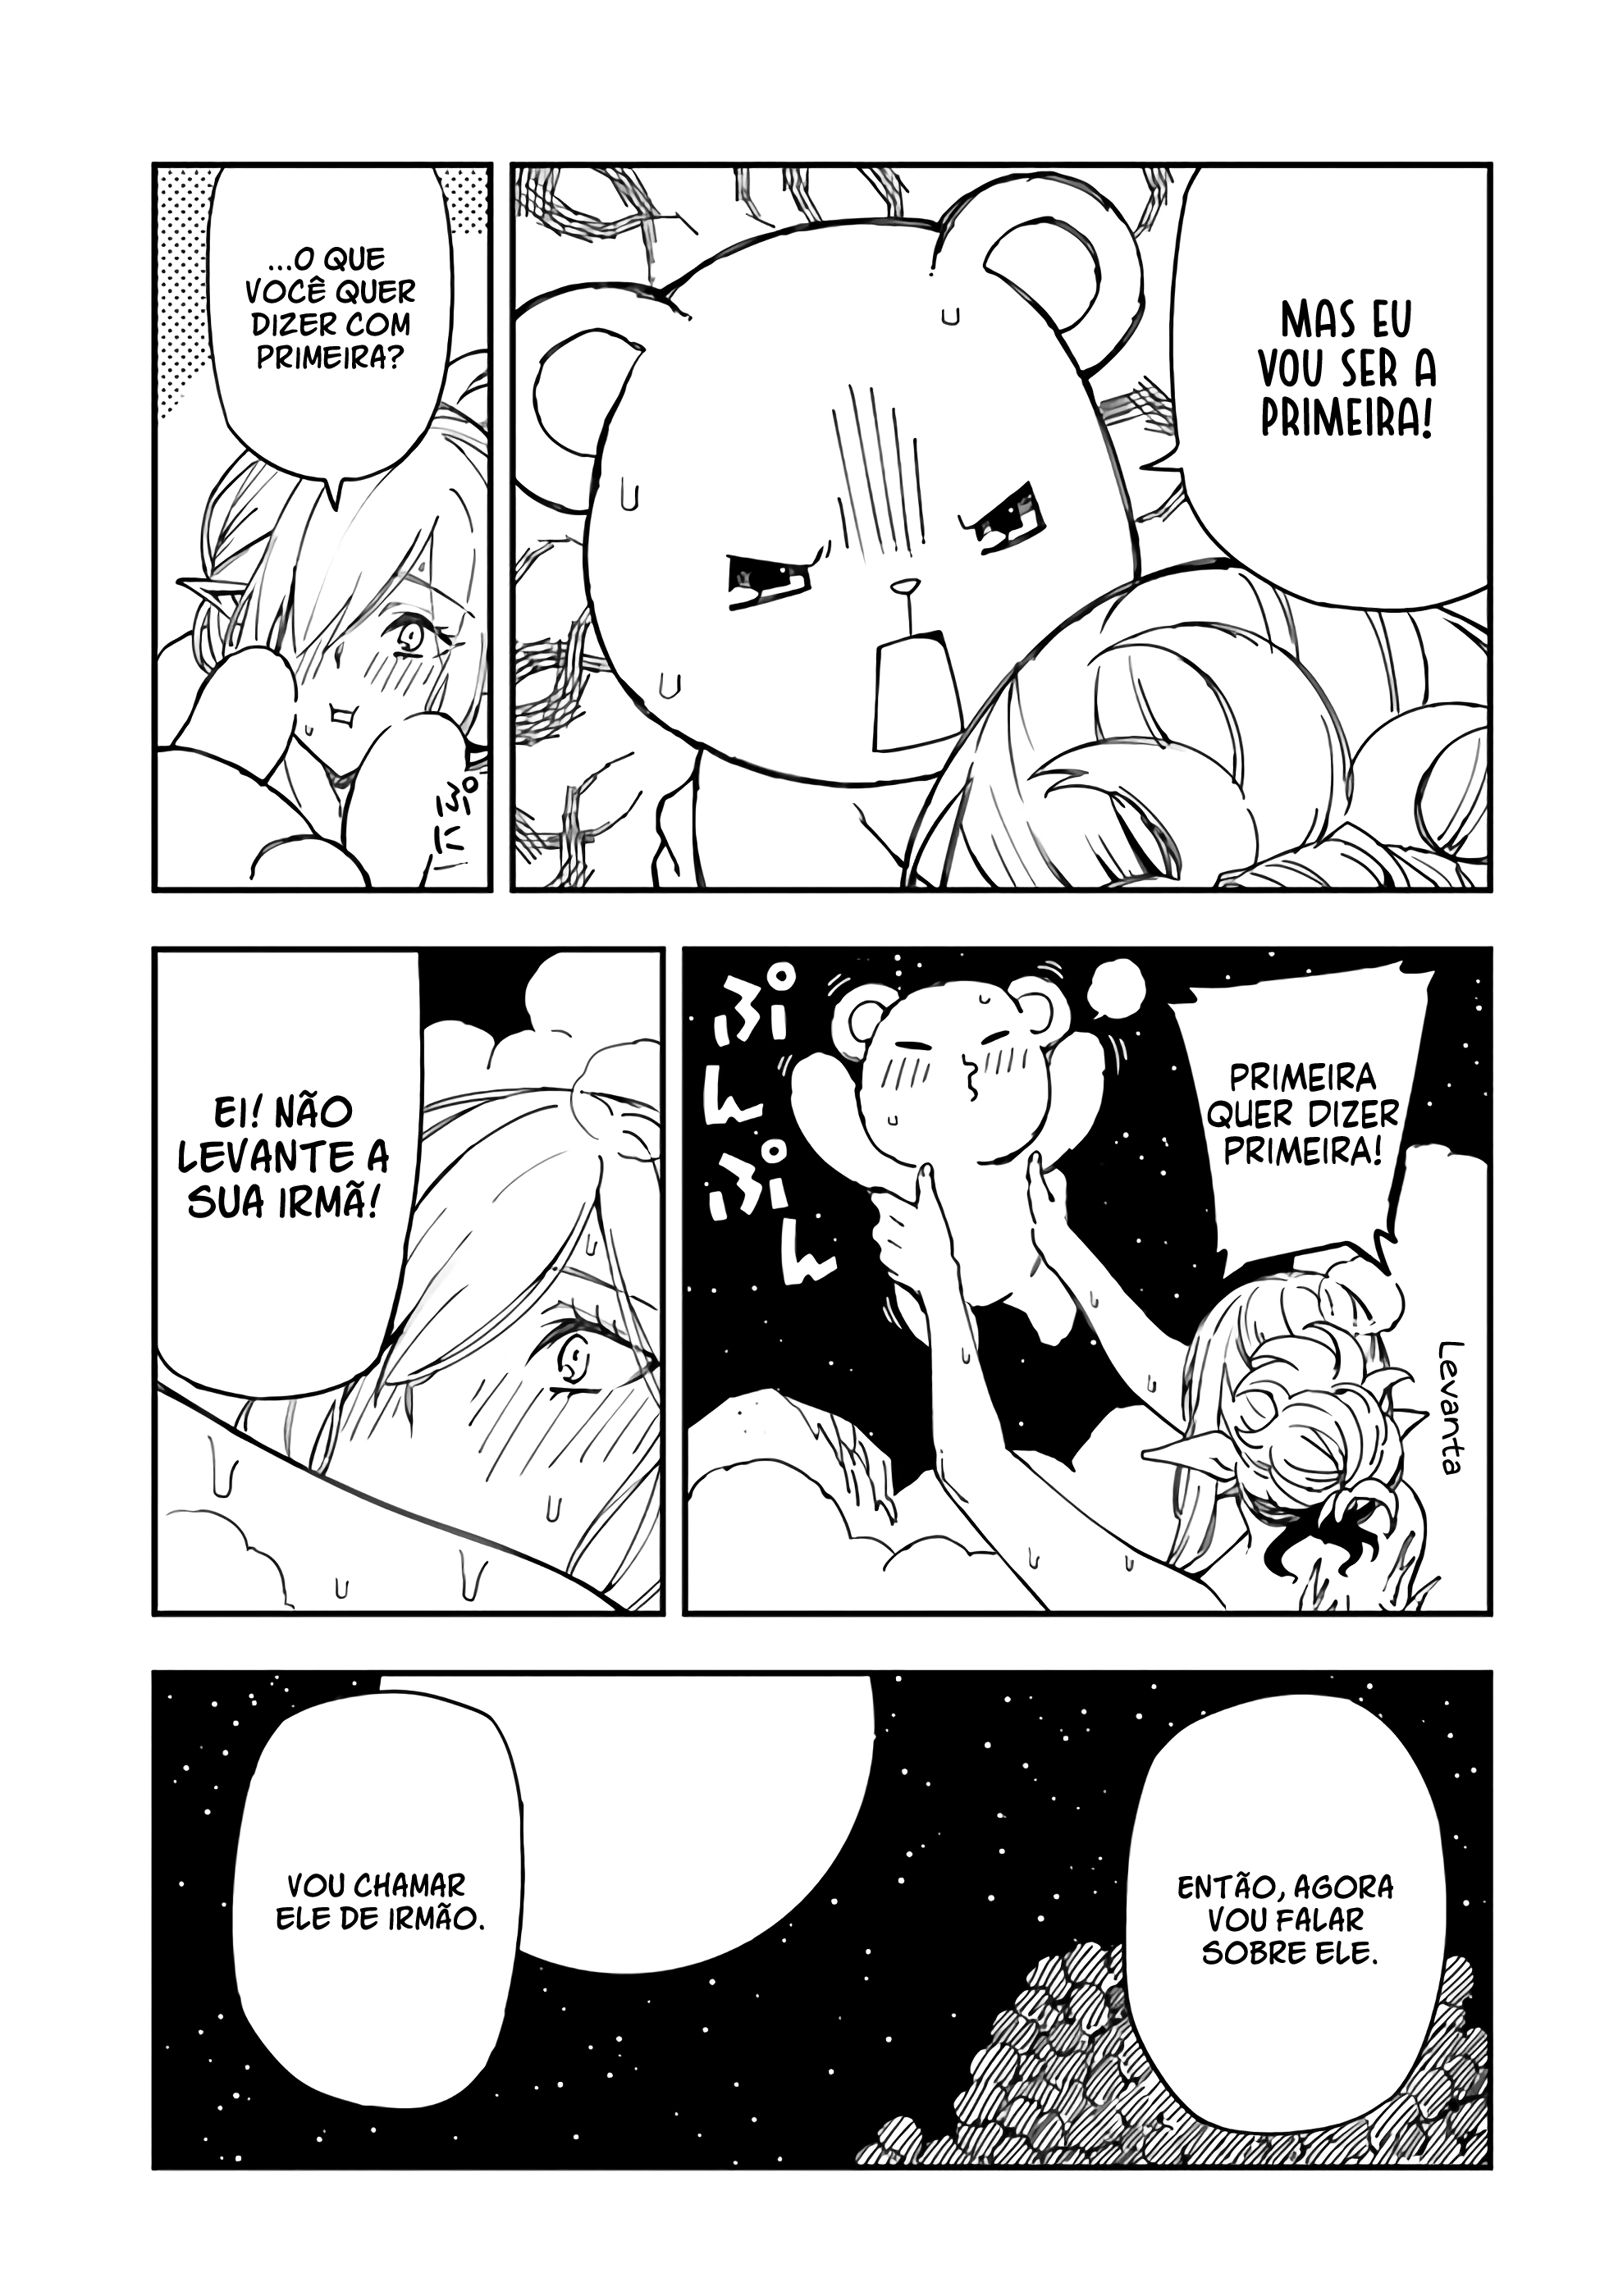 MAS EU
VOU SER A
PRIMEIRA!
...O QUE
VOCÊ QUER
DIZER COM
PRIMEIRA?
ぷに
PRIMEIRA
QUER DIZER
PRIMEIRA!
Levanta
ぷしん
ぷしん
EI! NÃO
LEVANTE A
SUA IRMÃ!
ENTÃO, AGORA
VOU FALAR
SOBRE ELE.
VOU CHAMAR
ELE DE IRMÃO.